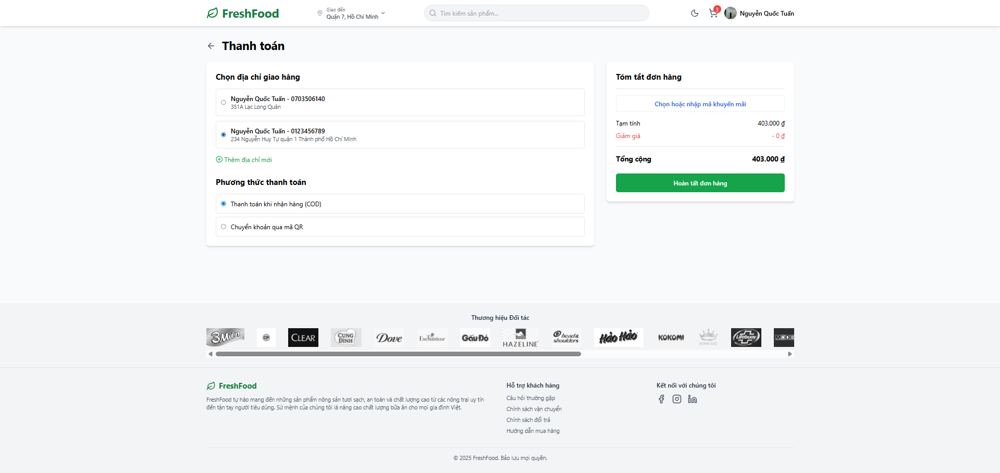 FreshFood
Giao đến
Quận 7, Hồ Chí Minh
Tìm kiếm sản phẩm...
3
Nguyễn Quốc Tuấn
Thanh toán
Chọn địa chỉ giao hàng
Nguyễn Quốc Tuấn - 0703506140
351A Lạc Long Quân
Nguyễn Quốc Tuấn - 0123456789
234 Nguyễn Huy Tự quận 1 Thành phố Hồ Chí Minh
Thêm địa chỉ mới
Phương thức thanh toán
Thanh toán khi nhận hàng (COD)
Chuyển khoản qua mã QR
Tóm tắt đơn hàng
Chọn hoặc nhập mã khuyến mãi
Tạm tính 403.000 ₫
Giảm giá - 0 ₫
Tổng cộng 403.000 ₫
Hoàn tất đơn hàng
Thương hiệu Đối tác
3 Miền
CP
CLEAR
CUNG ĐÌNH
Dove
Enchanteur
Gấu Đỏ
HAZELINE
head& shoulders
Hảo Hảo
KOKOMI
KINH DO
Lifebuoy
MODE
FreshFood
FreshFood tự hào mang đến những sản phẩm nông sản tươi sạch, an toàn và chất lượng cao từ các nông trại uy tín
đến tận tay người tiêu dùng. Sứ mệnh của chúng tôi là nâng cao chất lượng bữa ăn cho mọi gia đình Việt.
Hỗ trợ khách hàng
Câu hỏi thường gặp
Chính sách vận chuyển
Chính sách đổi trả
Hướng dẫn mua hàng
Kết nối với chúng tôi
© 2025 FreshFood. Bảo lưu mọi quyền.